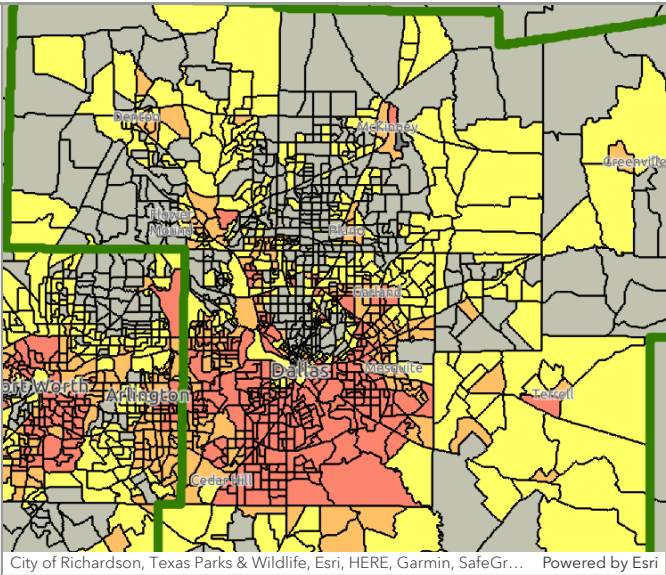 Denton
McKinney
Greenville
Flower
Mound
Plano
Garland
Dallas
Mesquite
ort Worth
Arlington
Terrell
Cedar Hill
City of Richardson, Texas Parks & Wildlife, Esri, HERE, Garmin, SafeGr... Powered by Esri